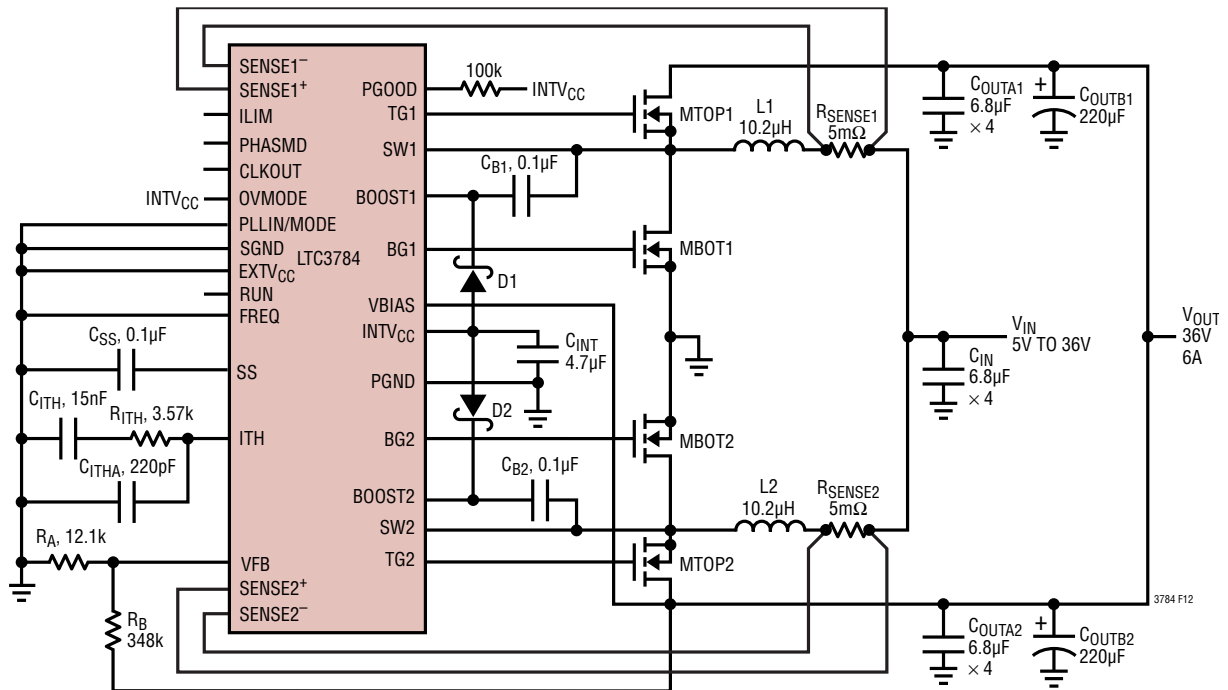 SENSE1–
SENSE1+
ILIM
PHASMD
CLKOUT
INTVCC
OVMODE
PLLIN/MODE
SGND
EXTVCC
RUN
FREQ
CSS, 0.1µF
SS
CITH, 15nF
RITH, 3.57k
ITH
CITHA, 220pF
RA, 12.1k
VFB
SENSE2+
SENSE2–
RB
348k
LTC3784
PGOOD
TG1
SW1
BOOST1
BG1
VBIAS
INTVCC
PGND
BG2
BOOST2
SW2
TG2
100k
INTVCC
CB1, 0.1µF
D1
CINT
4.7µF
D2
CB2, 0.1µF
MTOP1
L1
10.2µH
RSENSE1
5mΩ
MBOT1
MBOT2
L2
10.2µH
RSENSE2
5mΩ
MTOP2
COUTA1
6.8µF
× 4
+
COUTB1
220µF
VIN
5V TO 36V
CIN
6.8µF
× 4
VOUT
36V
6A
3784 F12
COUTA2
6.8µF
× 4
+
COUTB2
220µF